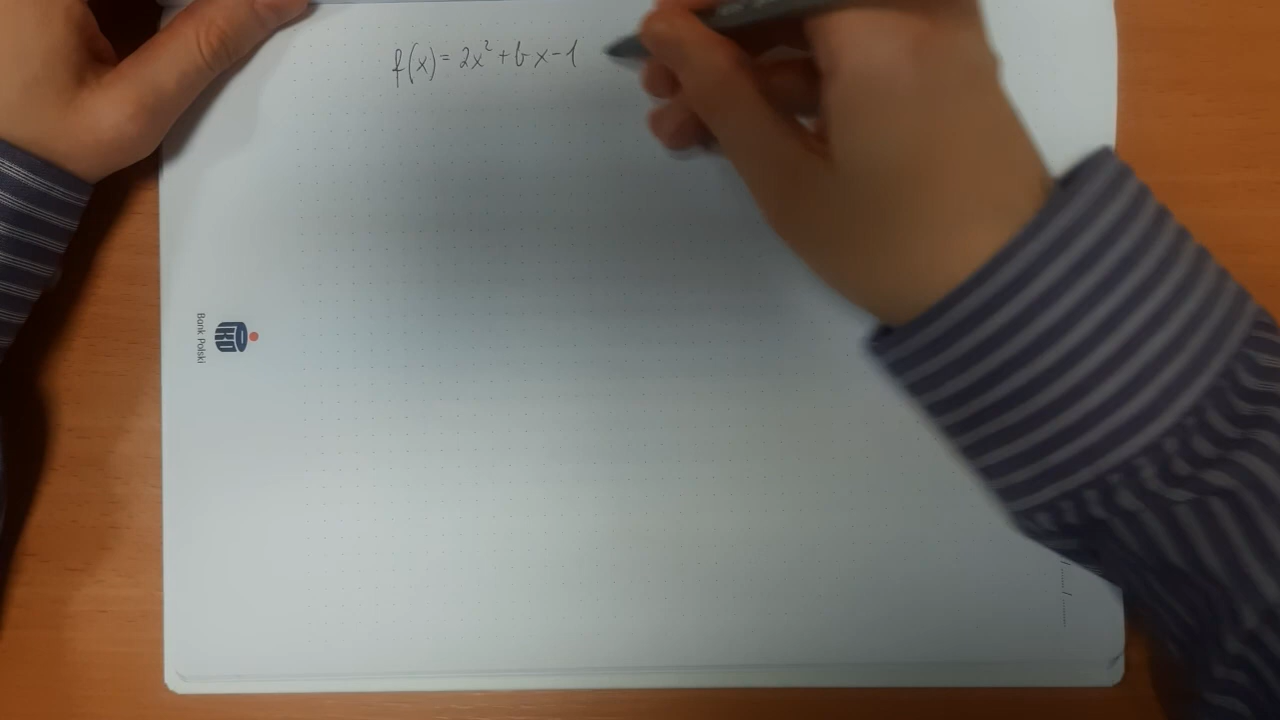 f(x) = 2x² + bx - 1
Bank Polski